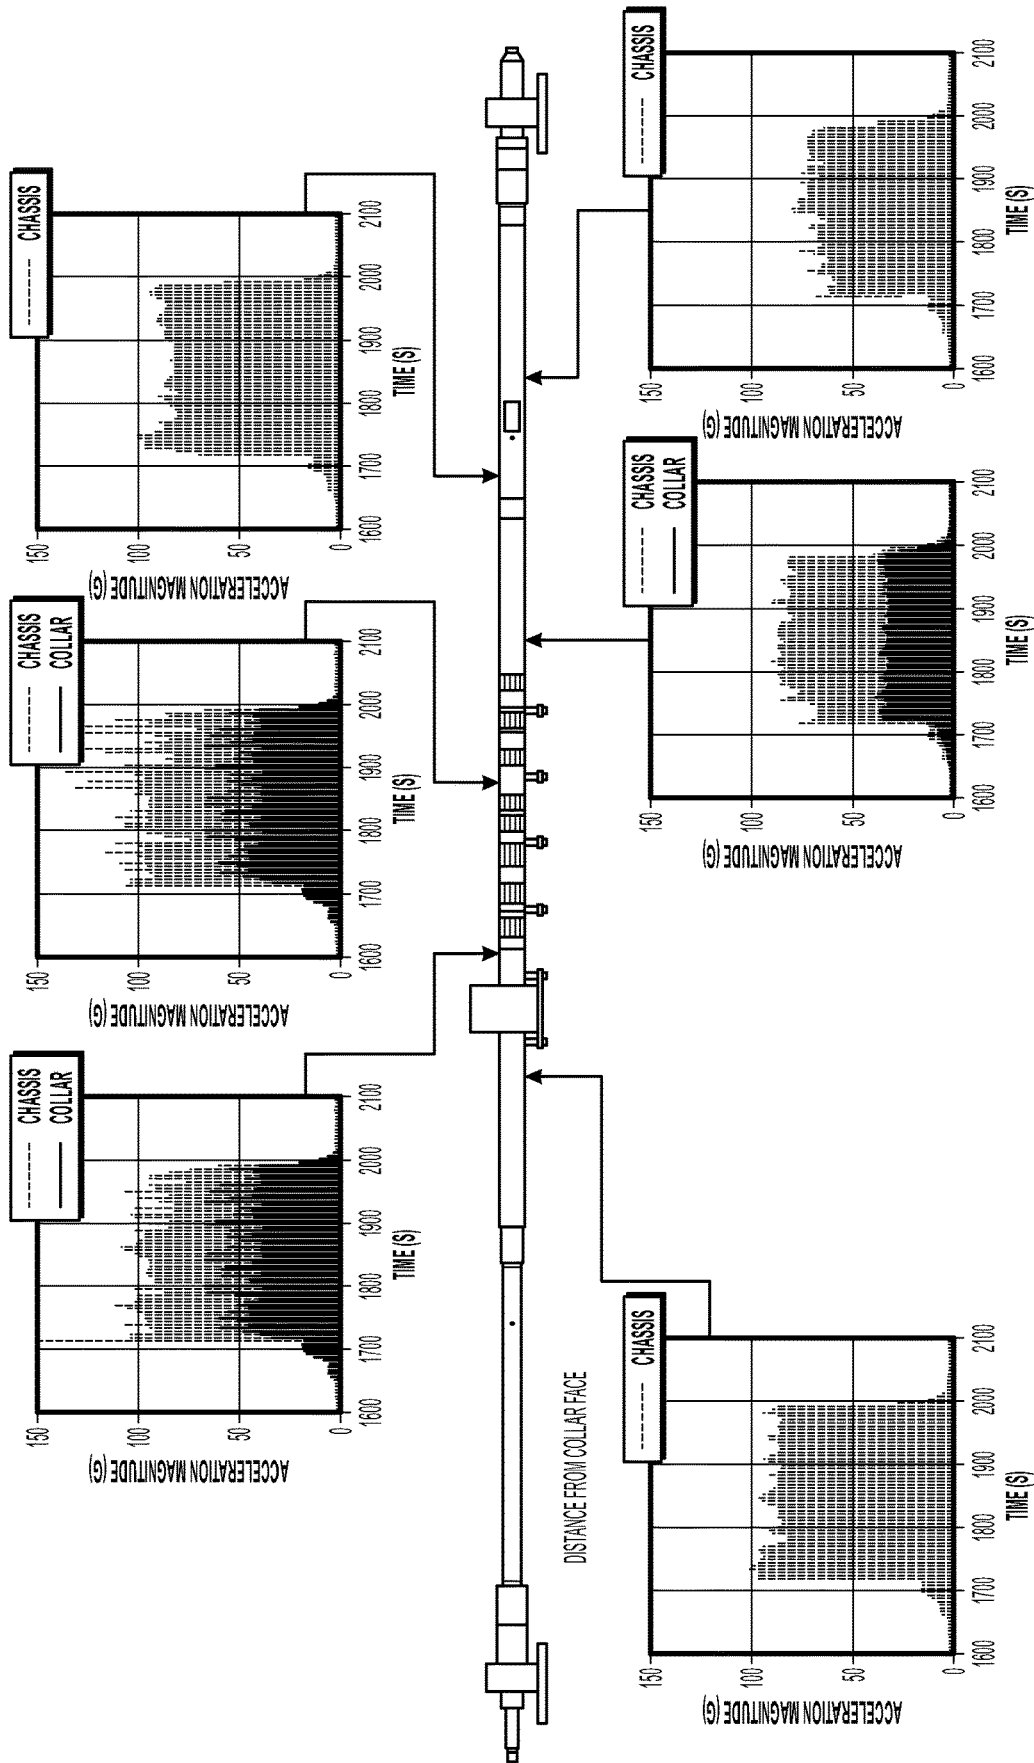 CHASSIS
COLLAR
ACCELERATION MAGNITUDE (G)
150
100
50
0
1600 1700 1800 1900 2000 2100
TIME (S)
CHASSIS
COLLAR
ACCELERATION MAGNITUDE (G)
150
100
50
0
1600 1700 1800 1900 2000 2100
TIME (S)
CHASSIS
ACCELERATION MAGNITUDE (G)
150
100
50
0
1600 1700 1800 1900 2000 2100
TIME (S)
DISTANCE FROM COLLAR FACE
CHASSIS
ACCELERATION MAGNITUDE (G)
150
100
50
0
1600 1700 1800 1900 2000 2100
TIME (S)
CHASSIS
COLLAR
ACCELERATION MAGNITUDE (G)
150
100
50
0
1600 1700 1800 1900 2000 2100
TIME (S)
CHASSIS
ACCELERATION MAGNITUDE (G)
150
100
50
0
1600 1700 1800 1900 2000 2100
TIME (S)